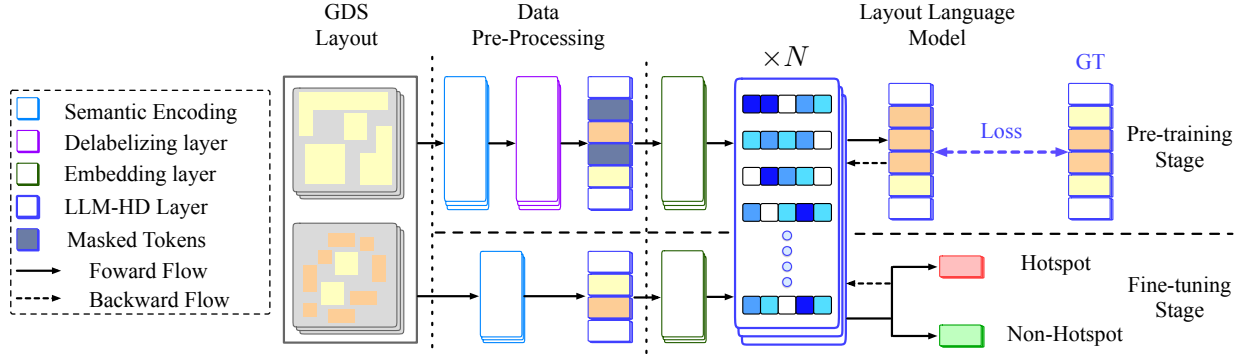 GDS
Layout
Data
Pre-Processing
Layout Language
Model
×N
GT
Semantic Encoding
Delabelizing layer
Embedding layer
LLM-HD Layer
Masked Tokens
Foward Flow
Backward Flow
Loss
Pre-training
Stage
Hotspot
Non-Hotspot
Fine-tuning
Stage